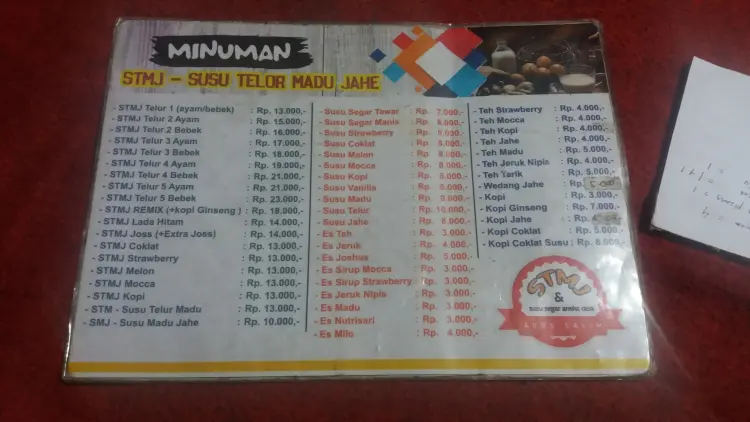 MINUMAN
STMJ - SUSU TELOR MADU JAHE
- STMJ Telur 1 (ayam/bebek) : Rp. 13.000,-
- STMJ Telur 2 Ayam : Rp. 15.000,-
- STMJ Telur 2 Bebek : Rp. 16.000,-
- STMJ Telur 3 Ayam : Rp. 17.000,-
- STMJ Telur 3 Bebek : Rp. 18.000,-
- STMJ Telur 4 Ayam : Rp. 19.000,-
- STMJ Telur 4 Bebek : Rp. 21.000,-
- STMJ Telur 5 Ayam : Rp. 21.000,-
- STMJ Telur 5 Bebek : Rp. 23.000,-
- STMJ REMIX (+kopi Ginseng ) : Rp. 18.000,-
- STMJ Lada Hitam : Rp. 14.000,-
- STMJ Joss (+Extra Joss) : Rp. 14.000,-
- STMJ Coklat : Rp. 13.000,-
- STMJ Strawberry : Rp. 13.000,-
- STMJ Melon : Rp. 13.000,-
- STMJ Mocca : Rp. 13.000,-
- STMJ Kopi : Rp. 13.000,-
- STM - Susu Telur Madu : Rp. 13.000,-
- SMJ - Susu Madu Jahe : Rp. 10.000,-
- Susu Segar Tawar : Rp. 7.000,-
- Susu Segar Manis : Rp. 8.000,-
- Susu Strawberry : Rp. 8.000,-
- Susu Coklat : Rp. 8.000,-
- Susu Melon : Rp. 8.000,-
- Susu Mocca : Rp. 8.000,-
- Susu Kopi : Rp. 8.000,-
- Susu Vanilla : Rp.
- Susu Madu : Rp.
- Susu Telur : Rp. 10.000,-
- Susu Jahe : Rp. 8.000,-
- Es Teh : Rp. 3.000,-
- Es Jeruk : Rp. 4.000,-
- Es Joshua : Rp. 5.000,-
- Es Sirup Mocca : Rp. 3.000,-
- Es Sirup Strawberry : Rp. 3.000,-
- Es Jeruk Nipis : Rp. 3.000,-
- Es Madu : Rp. 3.000,-
- Es Nutrisari : Rp. 3.000,-
- Es Milo : Rp. 4.000,-
- Teh Strawberry : Rp. 4.000,-
- Teh Mocca : Rp. 4.000,-
- Teh Kopi : Rp. 4.000,-
- Teh Jahe : Rp. 4.000,-
- Teh Madu : Rp. 5.000,-
- Teh Jeruk Nipis : Rp. 4.000,-
- Teh Tarik : Rp. 5.000,-
- Wedang Jahe : Rp.
- Kopi : Rp. 3.000,-
- Kopi Ginseng : Rp. 7.000,-
- Kopi Jahe : Rp.
- Kopi Coklat : Rp. 5.000,-
- Kopi Coklat Susu : Rp. 8.000,-
STMJ
&